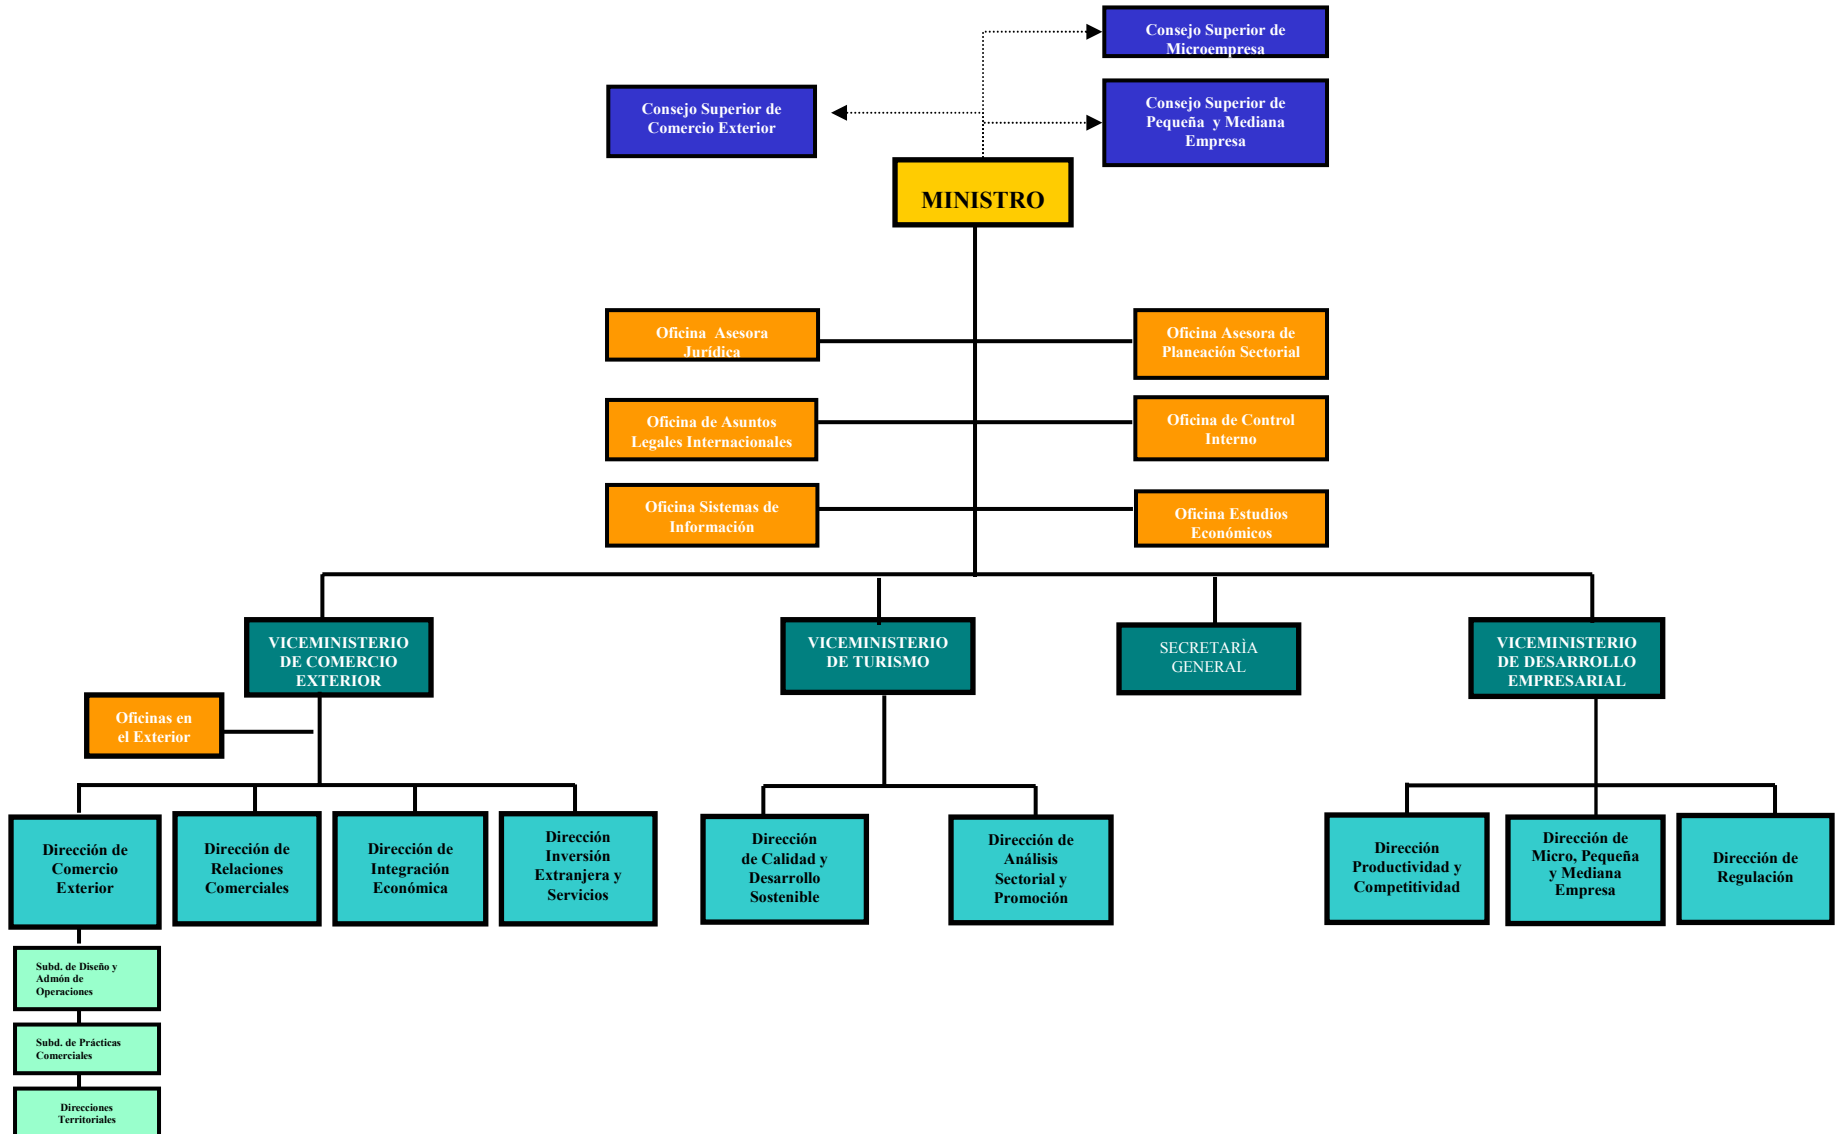 Consejo Superior de
Microempresa
Consejo Superior de
Comercio Exterior
Consejo Superior de
Pequeña y Mediana
Empresa
MINISTRO
Oficina Asesora
Jurídica
Oficina Asesora de
Planeación Sectorial
Oficina de Asuntos
Legales Internacionales
Oficina de Control
Interno
Oficina Sistemas de
Información
Oficina Estudios
Económicos
VICEMINISTERIO
DE COMERCIO
EXTERIOR
VICEMINISTERIO
DE TURISMO
SECRETARÌA
GENERAL
VICEMINISTERIO
DE DESARROLLO
EMPRESARIAL
Oficinas en
el Exterior
Dirección de
Comercio
Exterior
Dirección de
Relaciones
Comerciales
Dirección de
Integración
Económica
Dirección
Inversión
Extranjera y
Servicios
Dirección
de Calidad y
Desarrollo
Sostenible
Dirección de
Análisis
Sectorial y
Promoción
Dirección
Productividad y
Competitividad
Dirección de
Micro, Pequeña
y Mediana
Empresa
Dirección de
Regulación
Subd. de Diseño y
Admón de
Operaciones
Subd. de Prácticas
Comerciales
Direcciones
Territoriales